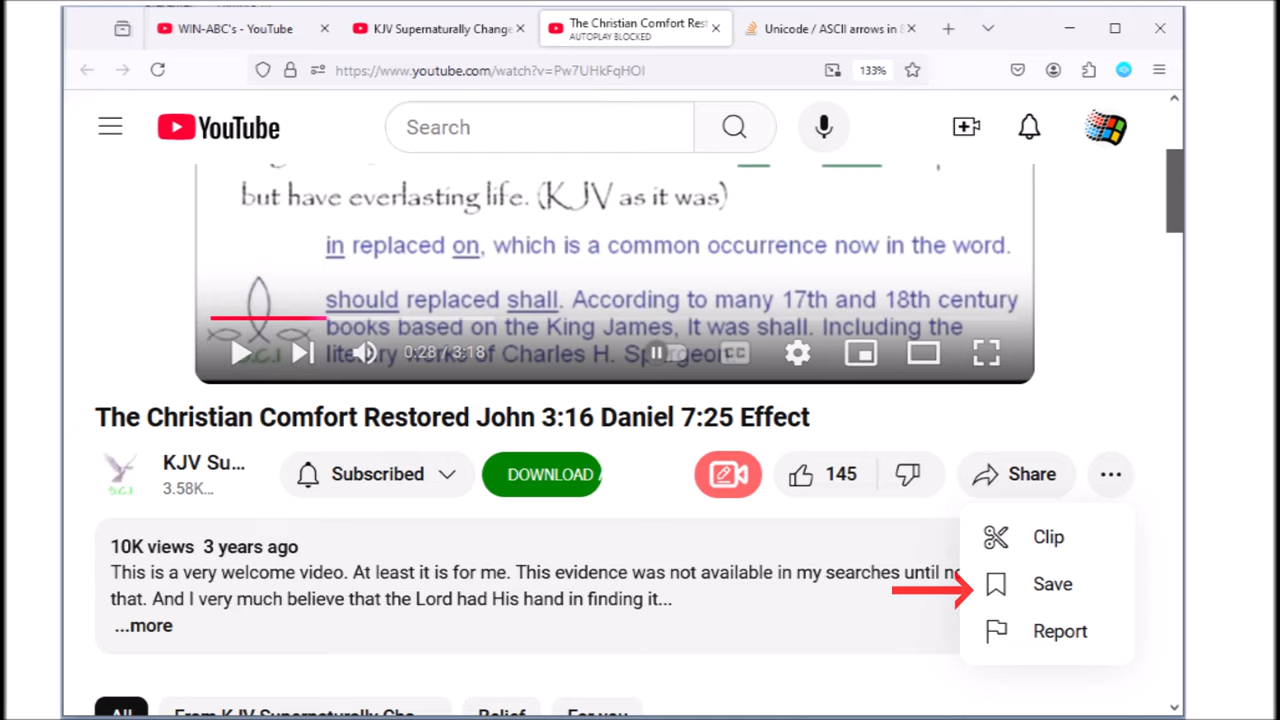 WIN-ABC's - YouTube
KJV Supernaturally Change
The Christian Comfort Rest
AUTOPLAY BLOCKED
Unicode / ASCII arrows in
https://www.youtube.com/watch?v=Pw7UHkFqHOI
133%
YouTube
Search
but have everlasting life. (KJV as it was)
in replaced on, which is a common occurrence now in the word.
should replaced shall. According to many 17th and 18th century
books based on the King James, It was shall. Including the
literary works of Charles H. Spurgeon
S.C.I
0:28 / 3:18
CC
The Christian Comfort Restored John 3:16 Daniel 7:25 Effect
KJV Su...
3.58K...
S.C.I
Subscribed
DOWNLOAD
145
Share
Clip
Save
Report
10K views 3 years ago
This is a very welcome video. At least it is for me. This evidence was not available in my searches until
that. And I very much believe that the Lord had His hand in finding it...
...more
All
From KJV Supernaturally Cha
Belief
For you